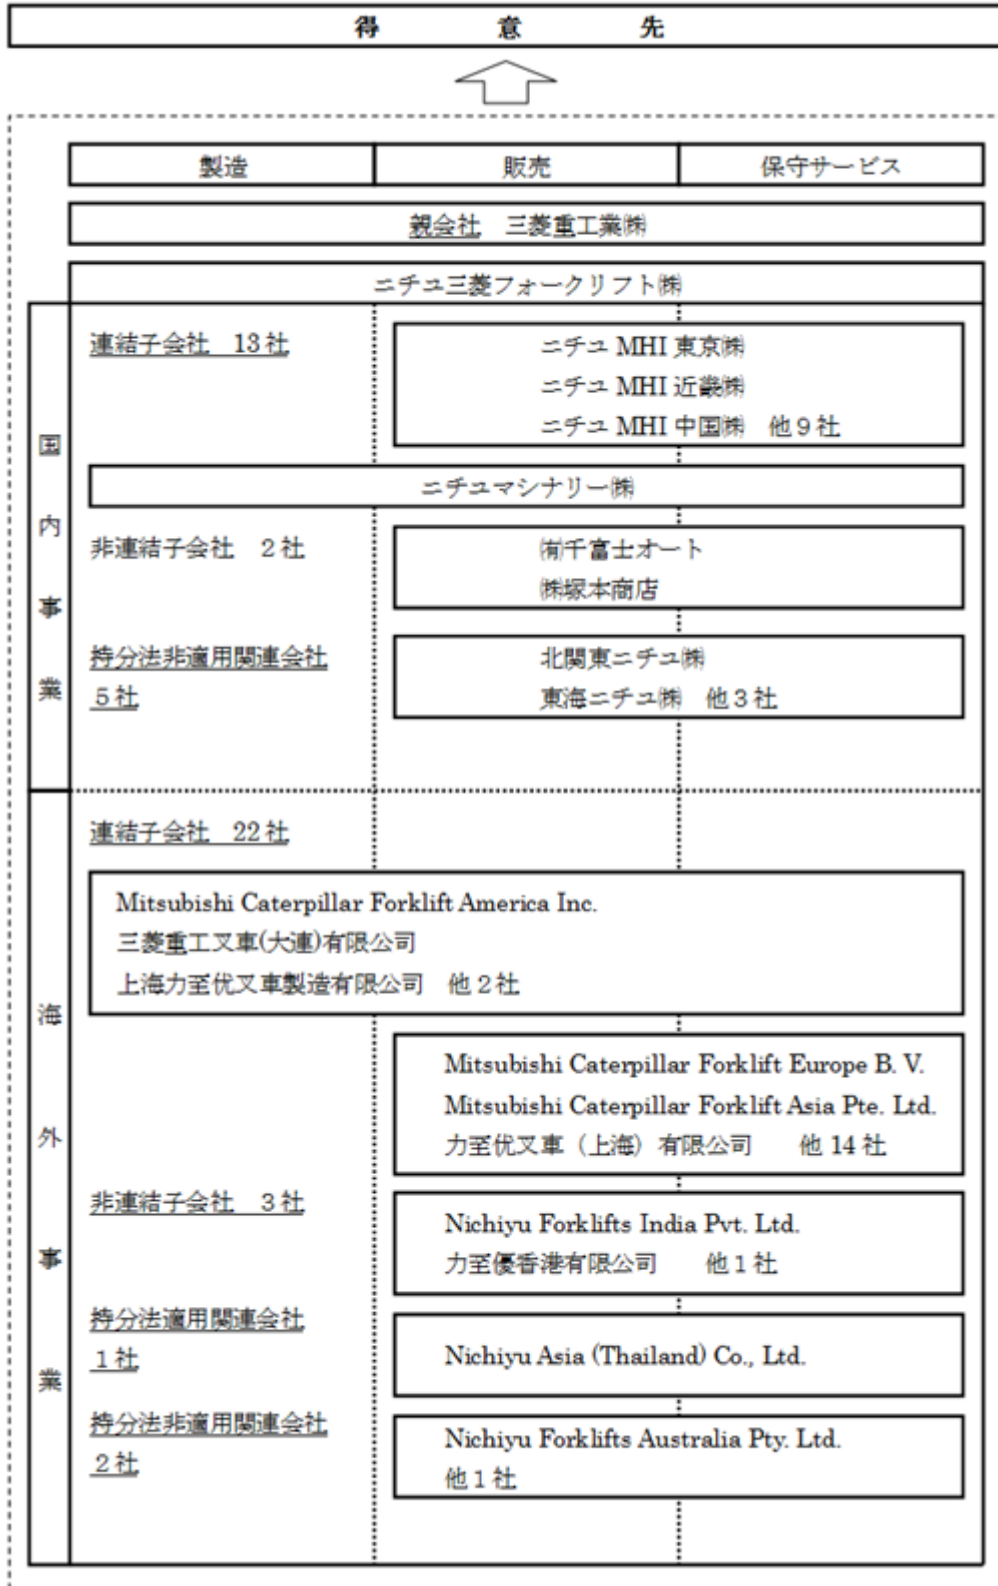 得意先
製造 販売 保守サービス
親会社 三菱重工業㈱
ニチユ三菱フォークリフト㈱
国内事業
連結子会社 13社
ニチユ MHI 東京㈱
ニチユ MHI 近畿㈱
ニチユ MHI 中国㈱ 他9社
ニチユマシナリー㈱
非連結子会社 2社
㈲千富士オート
㈱塚本商店
持分法非適用関連会社
5社
北関東ニチユ㈱
東海ニチユ㈱ 他3社
海外事業
連結子会社 22社
Mitsubishi Caterpillar Forklift America Inc.
三菱重工叉車(大連)有限公司
上海力至优叉車製造有限公司 他2社
Mitsubishi Caterpillar Forklift Europe B. V.
Mitsubishi Caterpillar Forklift Asia Pte. Ltd.
力至优叉車（上海）有限公司 他 14 社
非連結子会社 3社
Nichiyu Forklifts India Pvt. Ltd.
力至優香港有限公司 他1社
持分法適用関連会社
1社
Nichiyu Asia (Thailand) Co., Ltd.
持分法非適用関連会社
2社
Nichiyu Forklifts Australia Pty. Ltd.
他1社